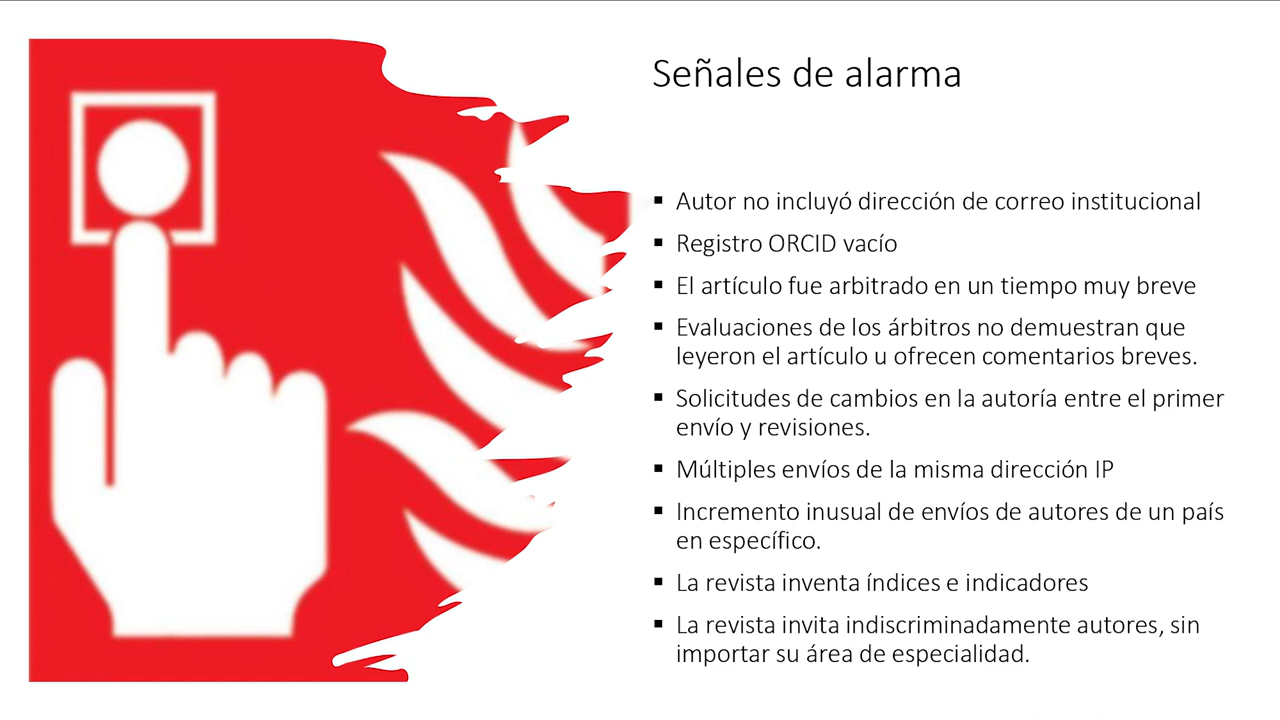 Señales de alarma
▪ Autor no incluyó dirección de correo institucional
▪ Registro ORCID vacío
▪ El artículo fue arbitrado en un tiempo muy breve
▪ Evaluaciones de los árbitros no demuestran que
leyeron el artículo u ofrecen comentarios breves.
▪ Solicitudes de cambios en la autoría entre el primer
envío y revisiones.
▪ Múltiples envíos de la misma dirección IP
▪ Incremento inusual de envíos de autores de un país
en específico.
▪ La revista inventa índices e indicadores
▪ La revista invita indiscriminadamente autores, sin
importar su área de especialidad.